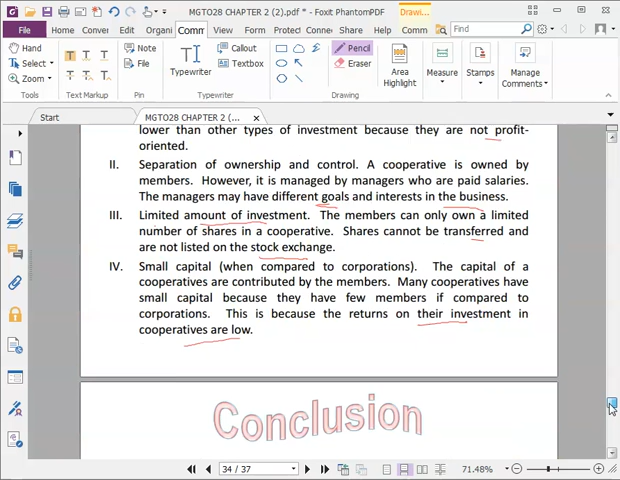 MGTO28 CHAPTER 2 (2).pdf * - Foxit PhantomPDF
Drawi...
File
Home
Conve
Edit
Organi
Comm
View
Form
Prote
Share
Find
Hand
Select
Zoom
Tools
Text Markup
Note
File
Pin
Typewriter
Callout
Textbox
Typewriter
Drawing
Pencil
Eraser
Area
Highlight
Measure
Stamps
Manage
Comments
Start
MGTO28 CHAPTER 2 (...
lower than other types of investment because they are not profit-
oriented.
II. Separation of ownership and control. A cooperative is owned by
members. However, it is managed by managers who are paid salaries.
The managers may have different goals and interests in the business.
III. Limited amount of investment. The members can only own a limited
number of shares in a cooperative. Shares cannot be transferred and
are not listed on the stock exchange.
IV. Small capital (when compared to corporations). The capital of a
cooperatives are contributed by the members. Many cooperatives have
small capital because they have few members if compared to
corporations. This is because the returns on their investment in
cooperatives are low.
Conclusion
34 / 37
71.48%